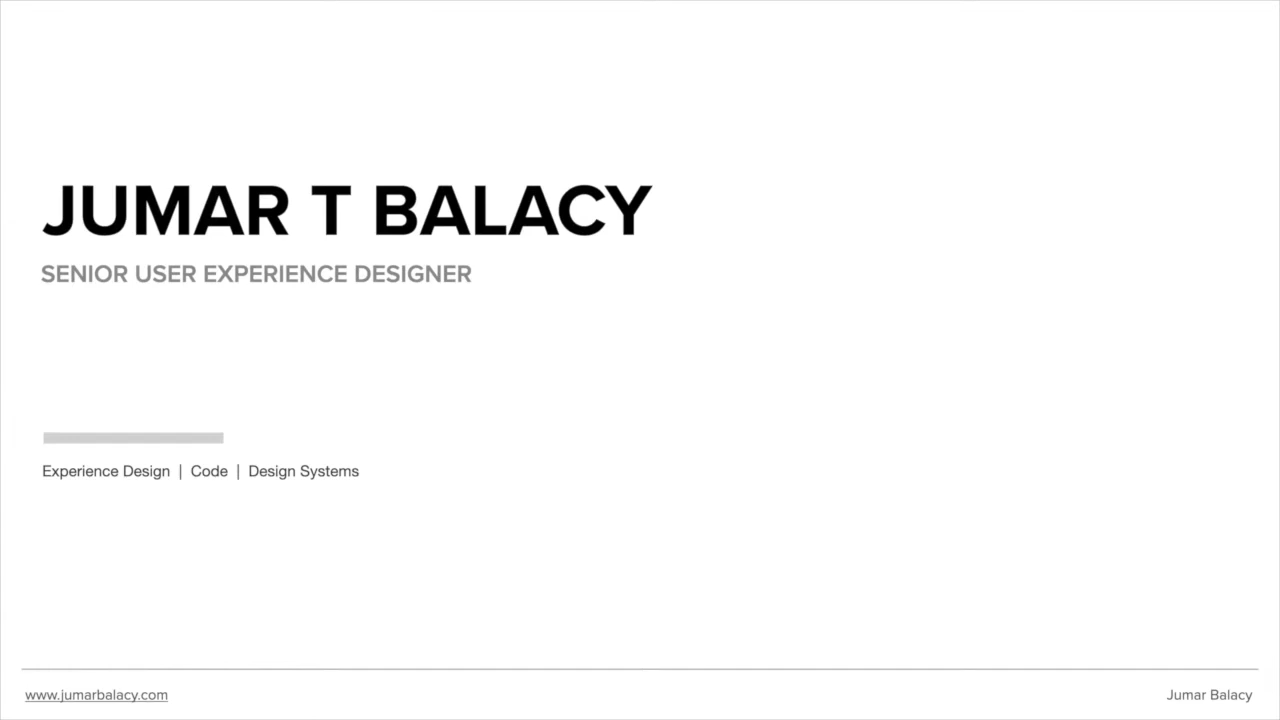 JUMAR T BALACY
SENIOR USER EXPERIENCE DESIGNER
Experience Design | Code | Design Systems
www.jumarbalacy.com
Jumar Balacy